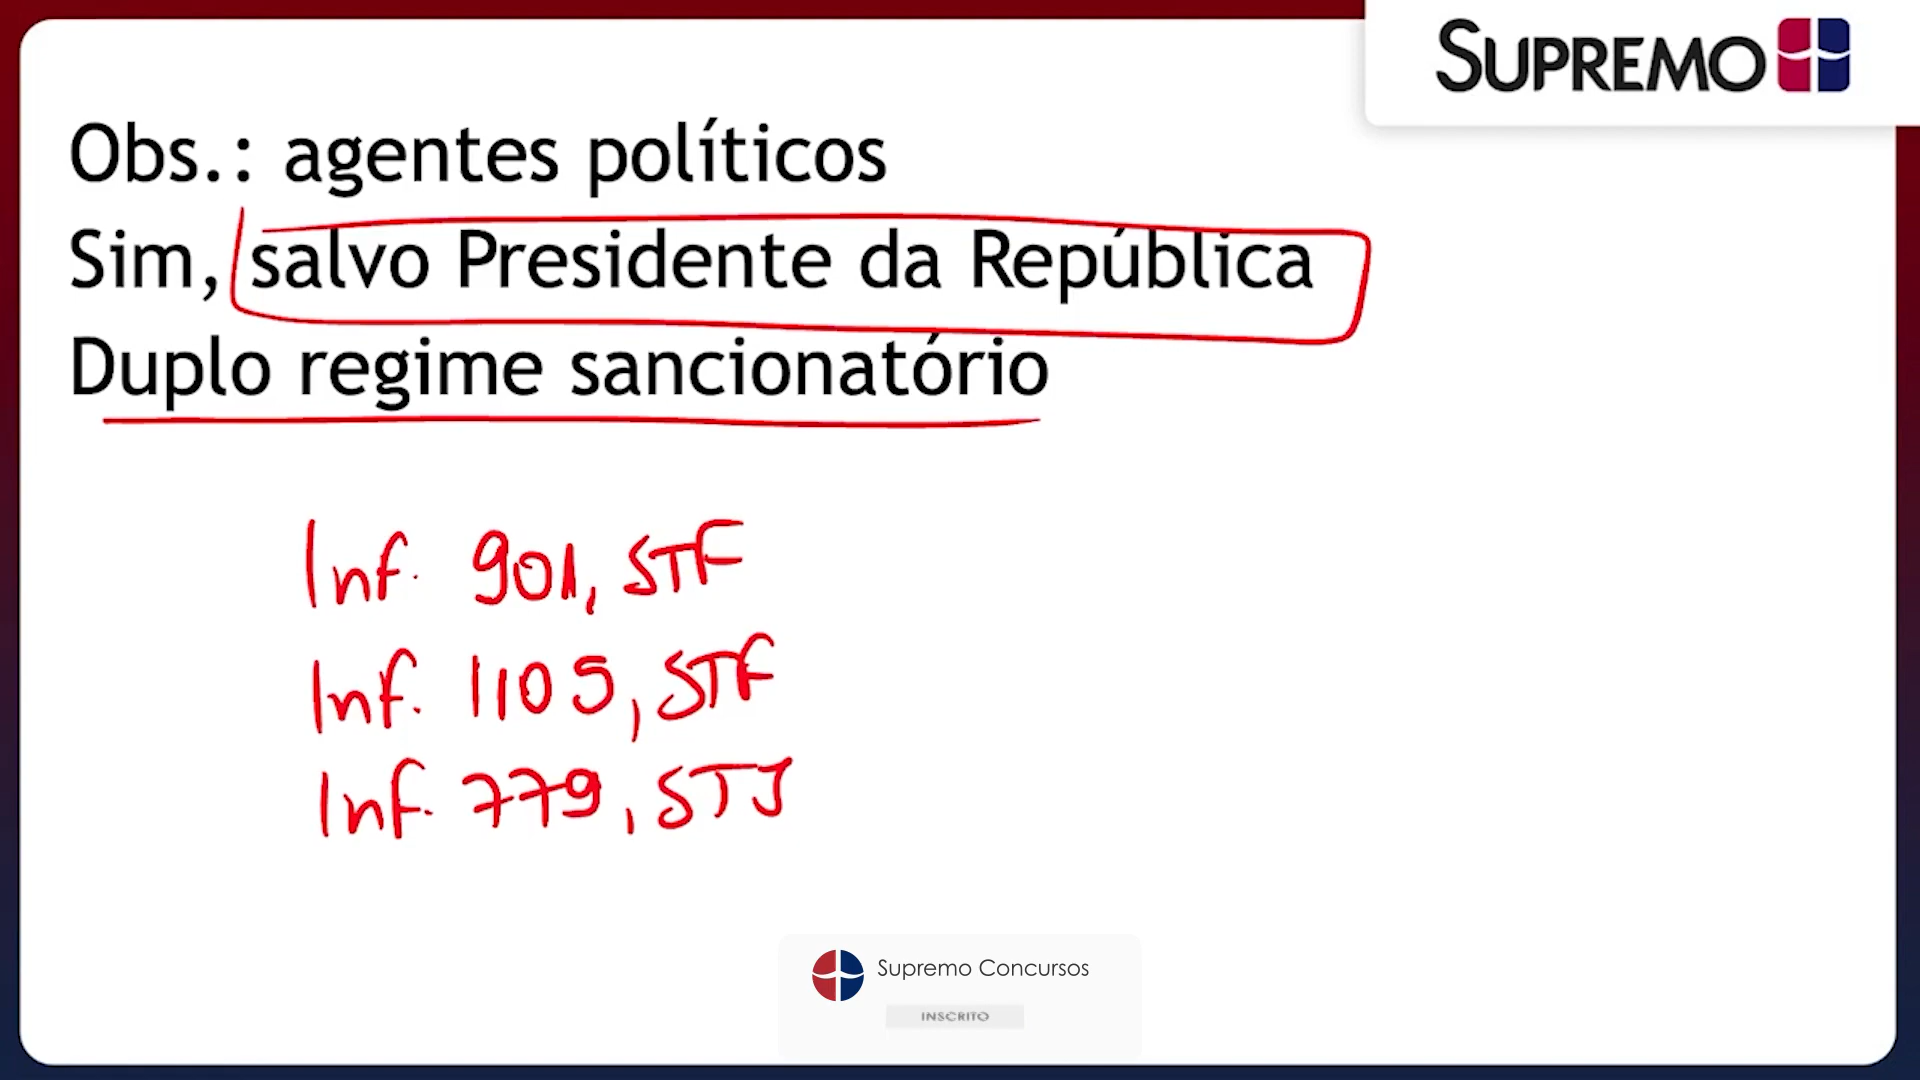 SUPREMO
Obs.: agentes políticos
Sim, salvo Presidente da República
Duplo regime sancionatório
Inf. 901, STF
Inf. 1105, STF
Inf. 779, STJ
Supremo Concursos
INSCRITO